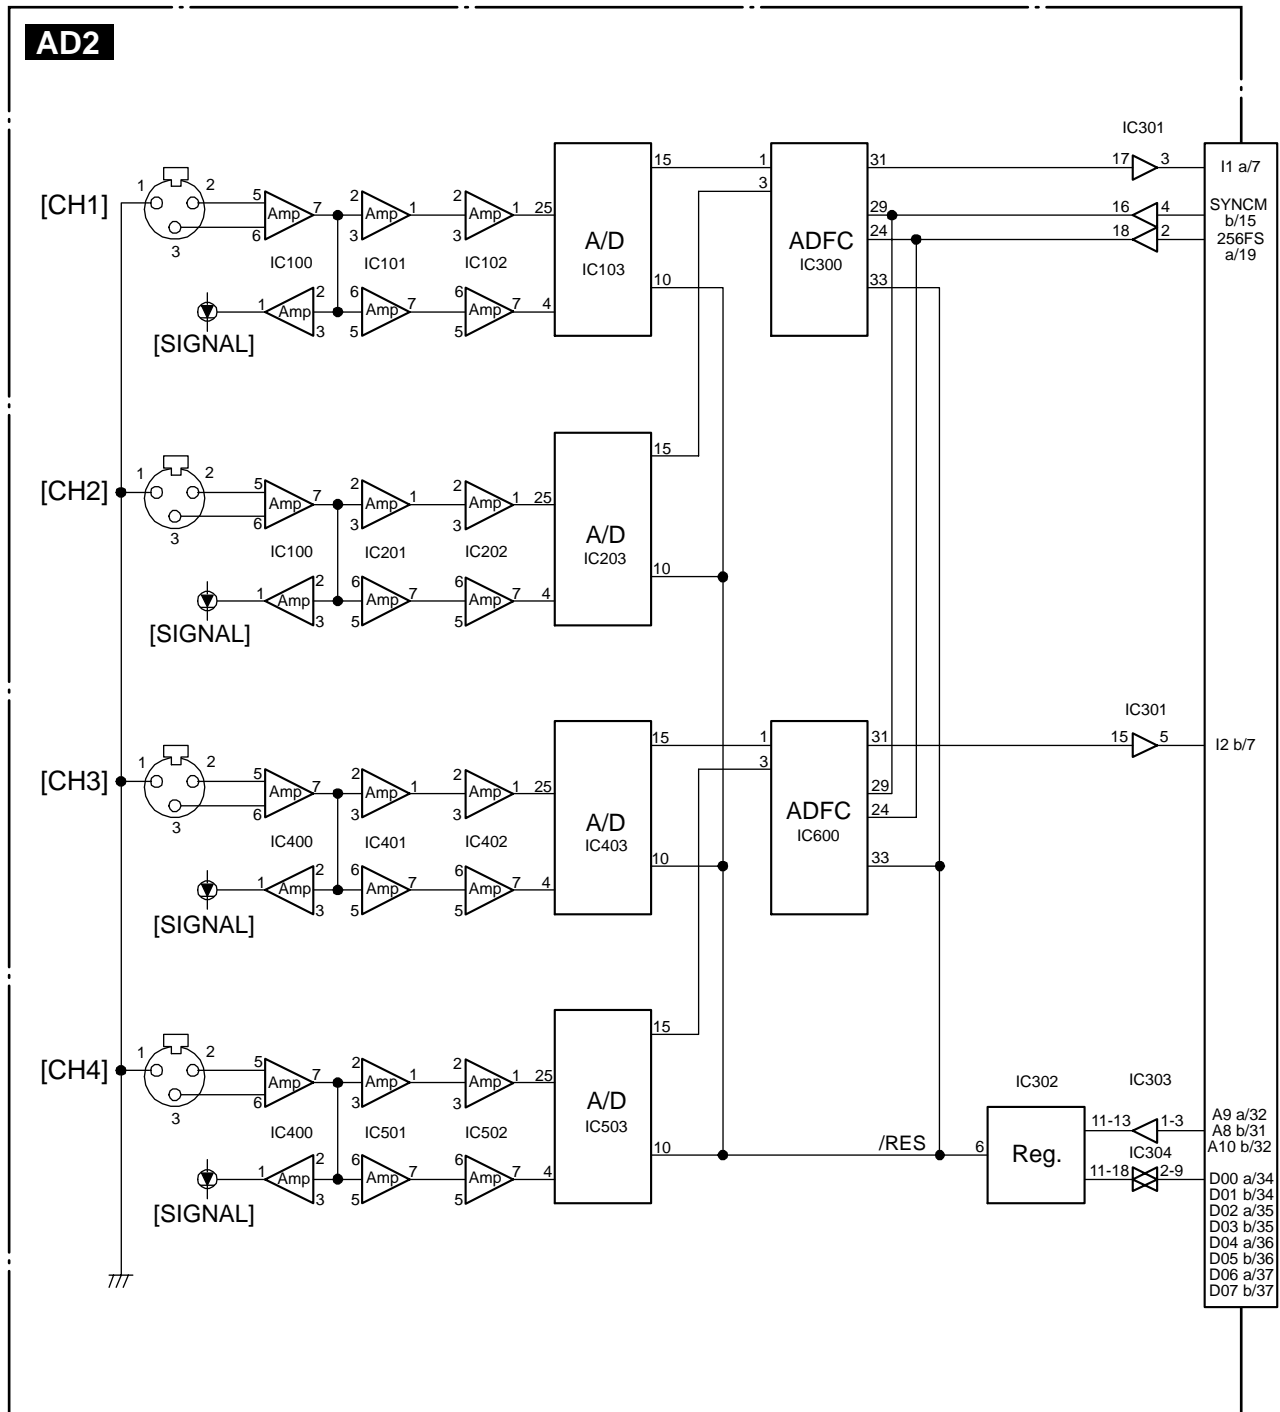 AD2
IC301
15 1 31 17 3 I1 a/7
3
1 2
[CH1] 5 Amp 7 2 Amp 1 2 Amp 1 25 29 16 4 SYNCM
b/15
6 3 3 A/D ADFC 24 18 2 256FS
3 IC100 IC101 IC102 IC103 IC300 a/19
10 33
1 Amp 2 6 Amp 7 6 Amp 7 4
3 5 5
[SIGNAL]
15
1 2
[CH2] 5 Amp 7 2 Amp 1 2 Amp 1 25
6 3 3 A/D
3 IC100 IC201 IC202 IC203
10
1 Amp 2 6 Amp 7 6 Amp 7 4
3 5 5
[SIGNAL]
IC301
15 1 31 15 5 I2 b/7
3
1 2
[CH3] 5 Amp 7 2 Amp 1 2 Amp 1 25 29
6 3 3 A/D ADFC 24
3 IC400 IC401 IC402 IC403 IC600
10 33
1 Amp 2 6 Amp 7 6 Amp 7 4
3 5 5
[SIGNAL]
15
1 2
[CH4] 5 Amp 7 2 Amp 1 2 Amp 1 25
6 3 3 A/D IC302 IC303
3 IC400 IC501 IC502 IC503
11-13 1-3 A9 a/32
A8 b/31
A10 b/32
10 /RES 6 Reg. IC304
1 Amp 2 6 Amp 7 6 Amp 7 4 11-18 2-9 D00 a/34
3 5 5
[SIGNAL]
D01 b/34
D02 a/35
D03 b/35
D04 a/36
D05 b/36
D06 a/37
D07 b/37